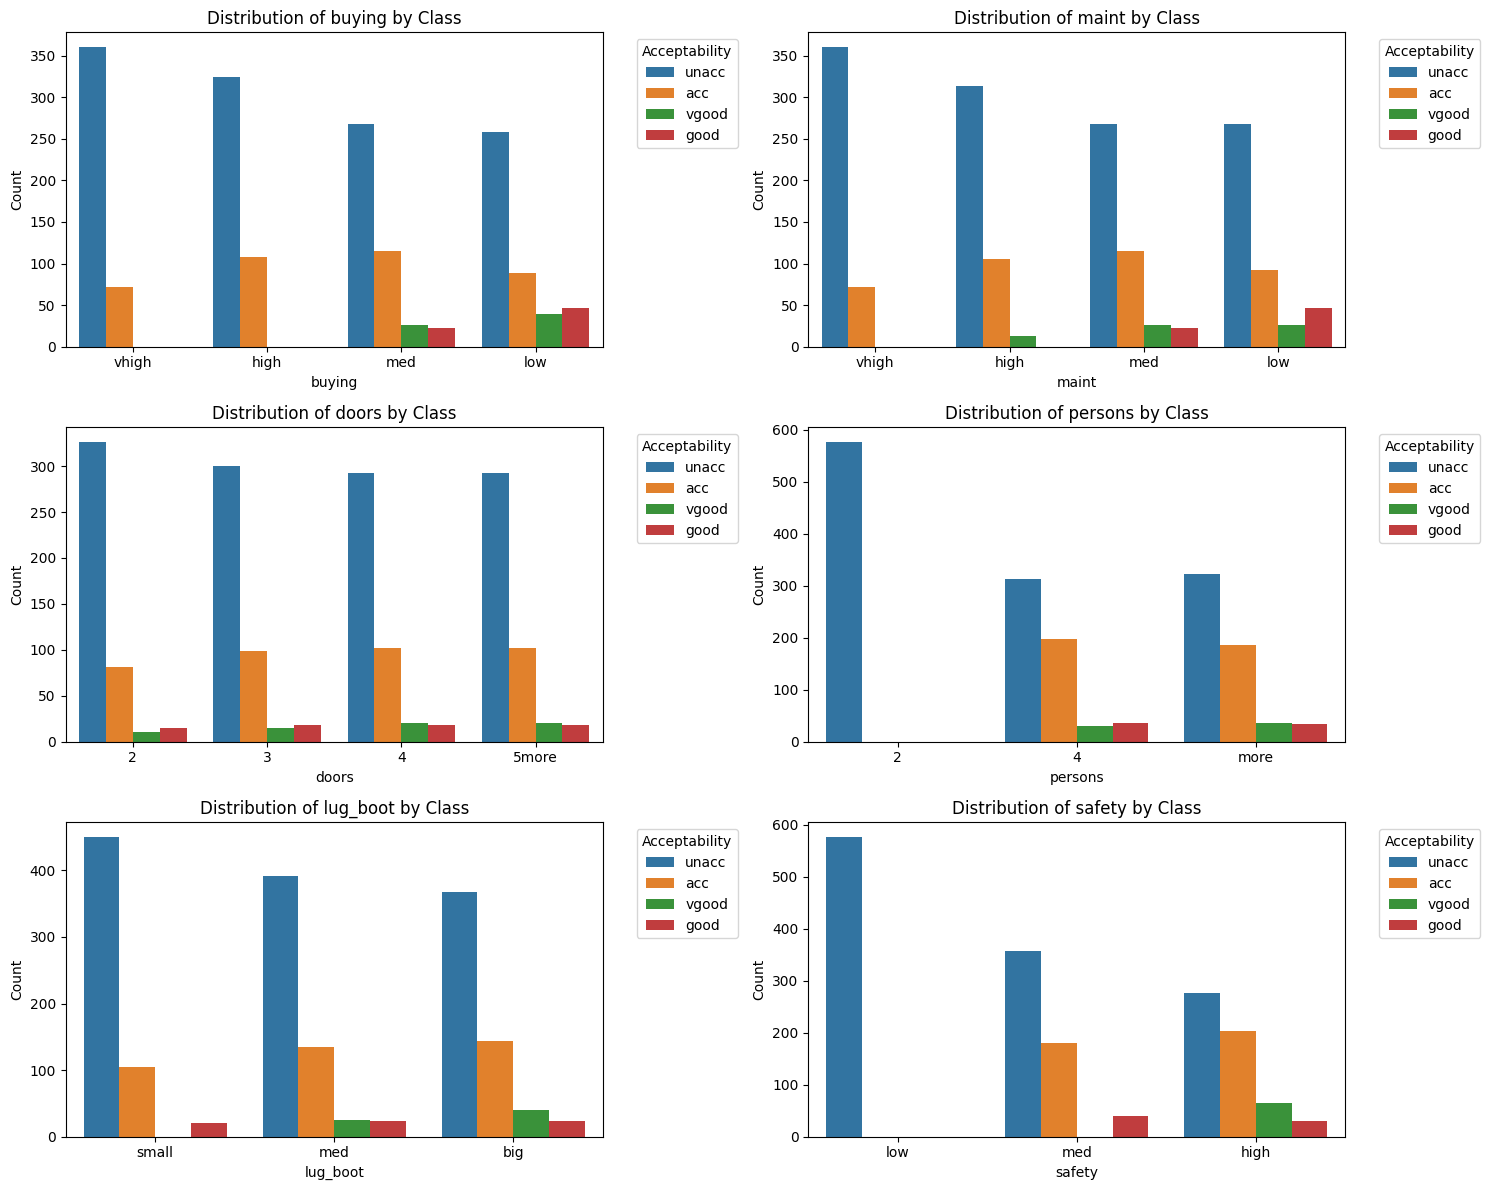 Distribution of buying by Class
350
300
250
200
150
100
50
0
Count
vhigh high med low
buying
Acceptability
unacc
acc
vgood
good
Distribution of maint by Class
350
300
250
200
150
100
50
0
Count
vhigh high med low
maint
Acceptability
unacc
acc
vgood
good
Distribution of doors by Class
300
250
200
150
100
50
0
Count
2 3 4 5more
doors
Acceptability
unacc
acc
vgood
good
Distribution of persons by Class
600
500
400
300
200
100
0
Count
2 4 more
persons
Acceptability
unacc
acc
vgood
good
Distribution of lug_boot by Class
400
300
200
100
0
Count
small med big
lug_boot
Acceptability
unacc
acc
vgood
good
Distribution of safety by Class
600
500
400
300
200
100
0
Count
low med high
safety
Acceptability
unacc
acc
vgood
good